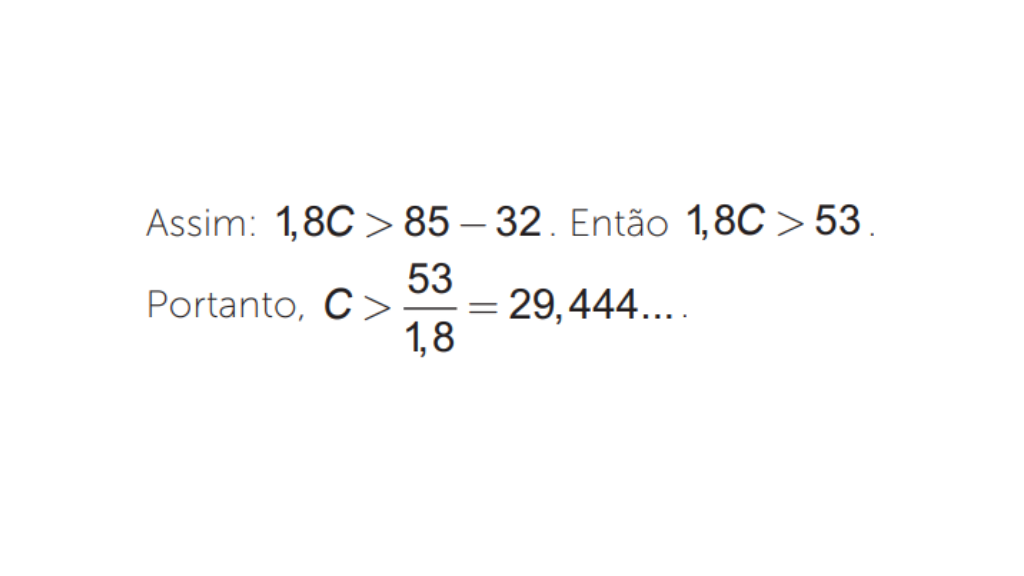 Assim: 1,8C > 85 – 32. Então 1,8C > 53.
Portanto, C > 53/1,8 = 29,444... .